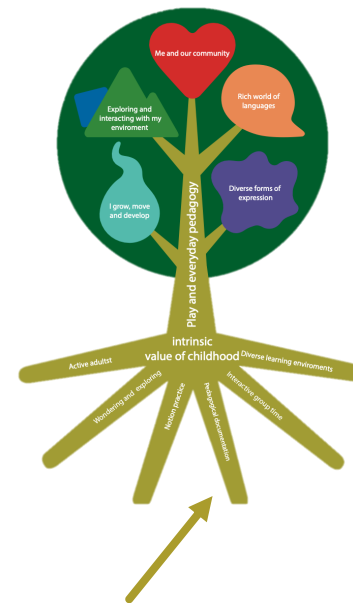 Me and our community
Exploring and
interacting with my
enviroment
Rich world of
languages
I grow, move
and develop
Diverse forms of
expression
Play and everyday pedagogy
intrinsic
value of childhood
Active adultst
Wondering and exploring
Notion practice
Pedagogical documentation
Interactive group time
Diverse learning enviroments